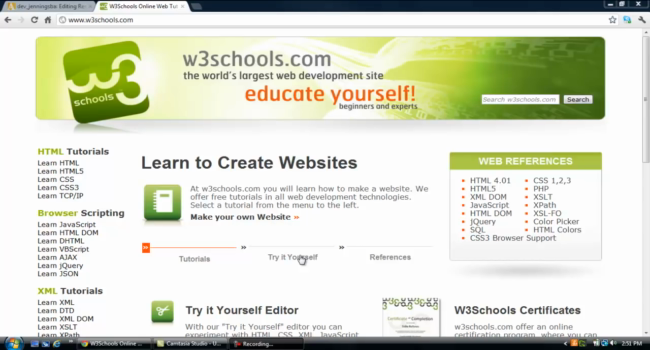 dev_jenningsba: Editing Re
W3Schools Online Web Tut
www.w3schools.com
w3
schools
w3schools.com
the world's largest web development site
educate yourself!
beginners and experts
Search w3schools.com
Search
HTML Tutorials
Learn HTML
Learn HTML5
Learn CSS
Learn CSS3
Learn TCP/IP
Browser Scripting
Learn JavaScript
Learn HTML DOM
Learn DHTML
Learn VBScript
Learn AJAX
Learn jQuery
Learn JSON
XML Tutorials
Learn XML
Learn DTD
Learn XML DOM
Learn XSLT
Learn XPath
Learn to Create Websites
At w3schools.com you will learn how to make a website. We
offer free tutorials in all web development technologies.
Select a tutorial from the menu to the left.
Make your own Website »
» » »
Tutorials Try it Yourself References
Try it Yourself Editor
With our "Try it Yourself" editor you can
experiment with HTML, CSS, XML, JavaScript,
W3Schools Certificates
w3schools.com offer an online
certification program, where you can
WEB REFERENCES
HTML 4.01
HTML5
XML DOM
JavaScript
HTML DOM
jQuery
SQL
CSS3 Browser Support
CSS 1,2,3
PHP
XSLT
XPath
XSL-FO
Color Picker
HTML Colors
W3Schools Online ...
Camtasia Studio - U...
Recording...
2:51 PM